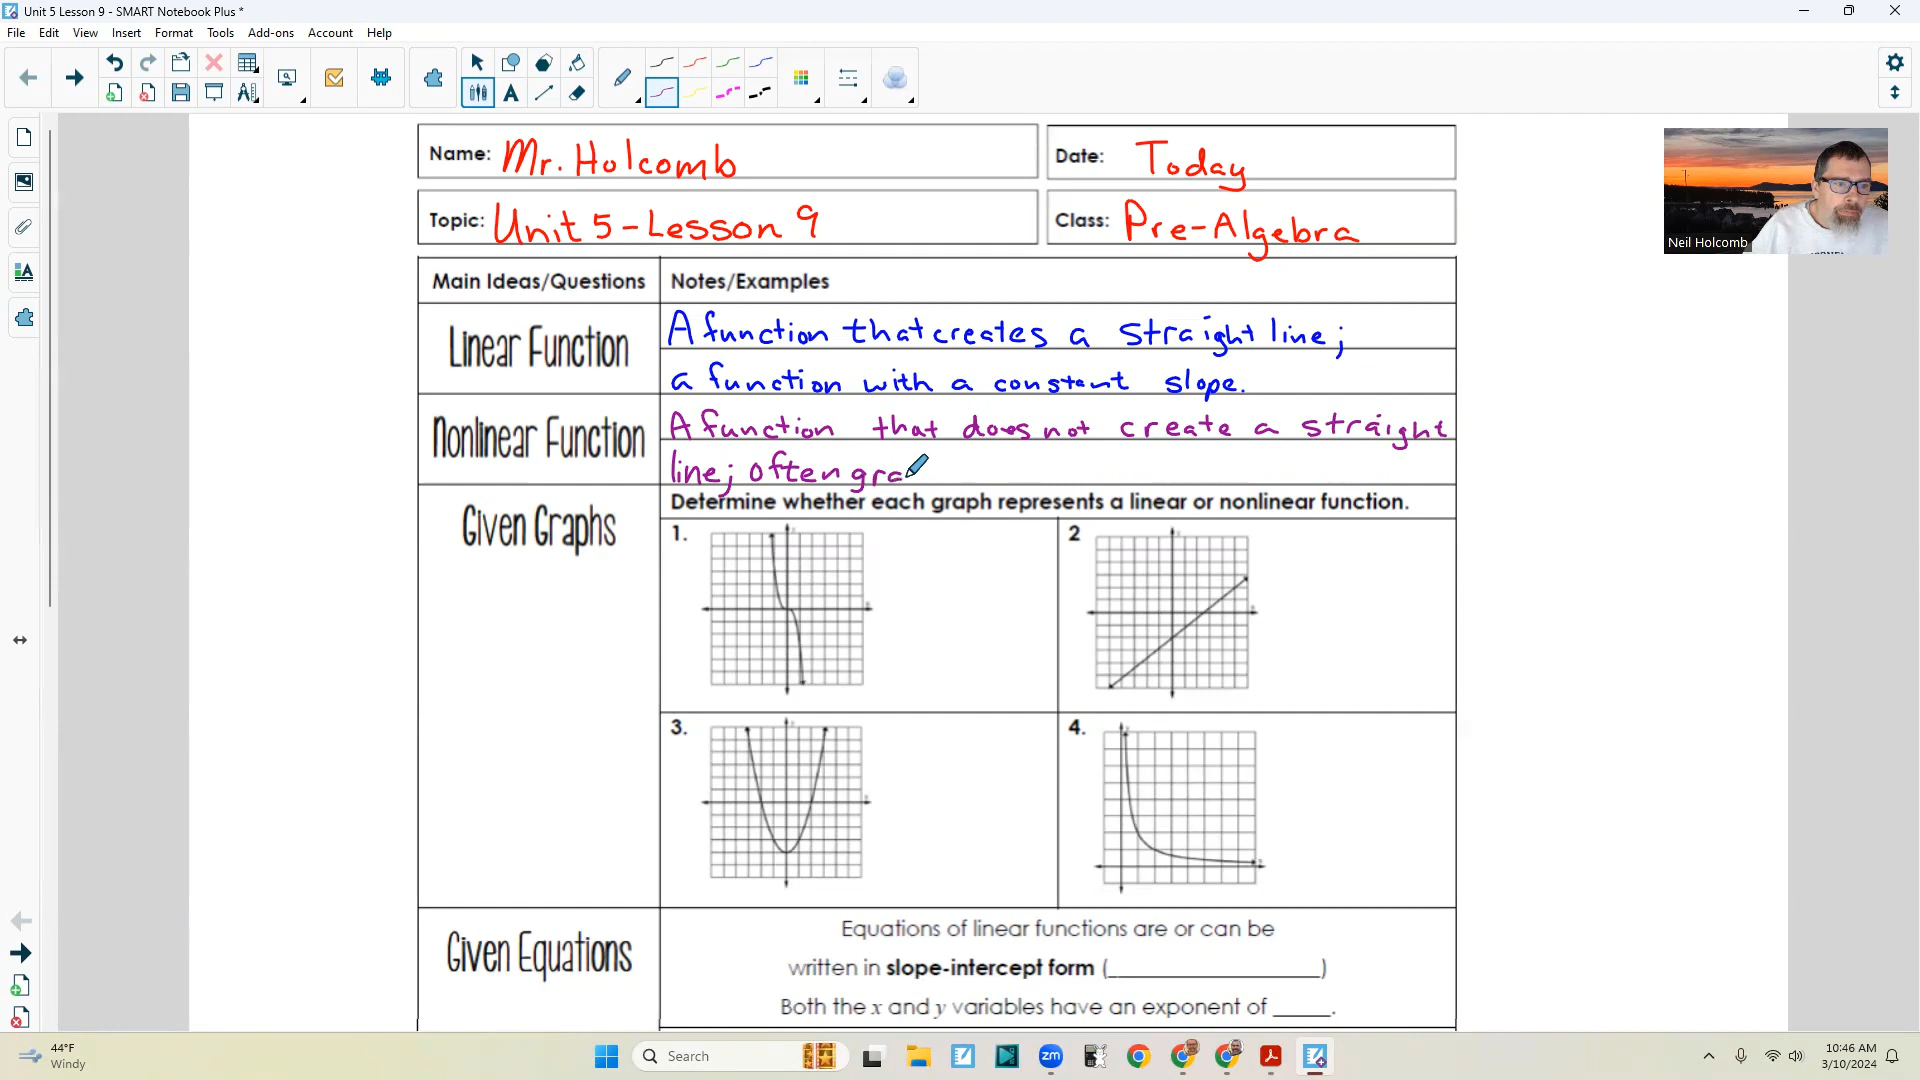 Unit 5 Lesson 9 - SMART Notebook Plus *
File Edit View Insert Format Tools Add-ons Account Help
Name: Mr. Holcomb
Date: Today
Topic: Unit 5 - Lesson 9
Class: Pre-Algebra
Neil Holcomb
Main Ideas/Questions
Notes/Examples
Linear Function
A function that creates a straight line;
a function with a constant slope.
Nonlinear Function
A function that does not create a straight
line; often gra
Given Graphs
Determine whether each graph represents a linear or nonlinear function.
1.
2
3.
4.
Given Equations
Equations of linear functions are or can be
written in slope-intercept form (____________________)
Both the x and y variables have an exponent of _____.
44°F
Windy
Search
10:46 AM
3/10/2024